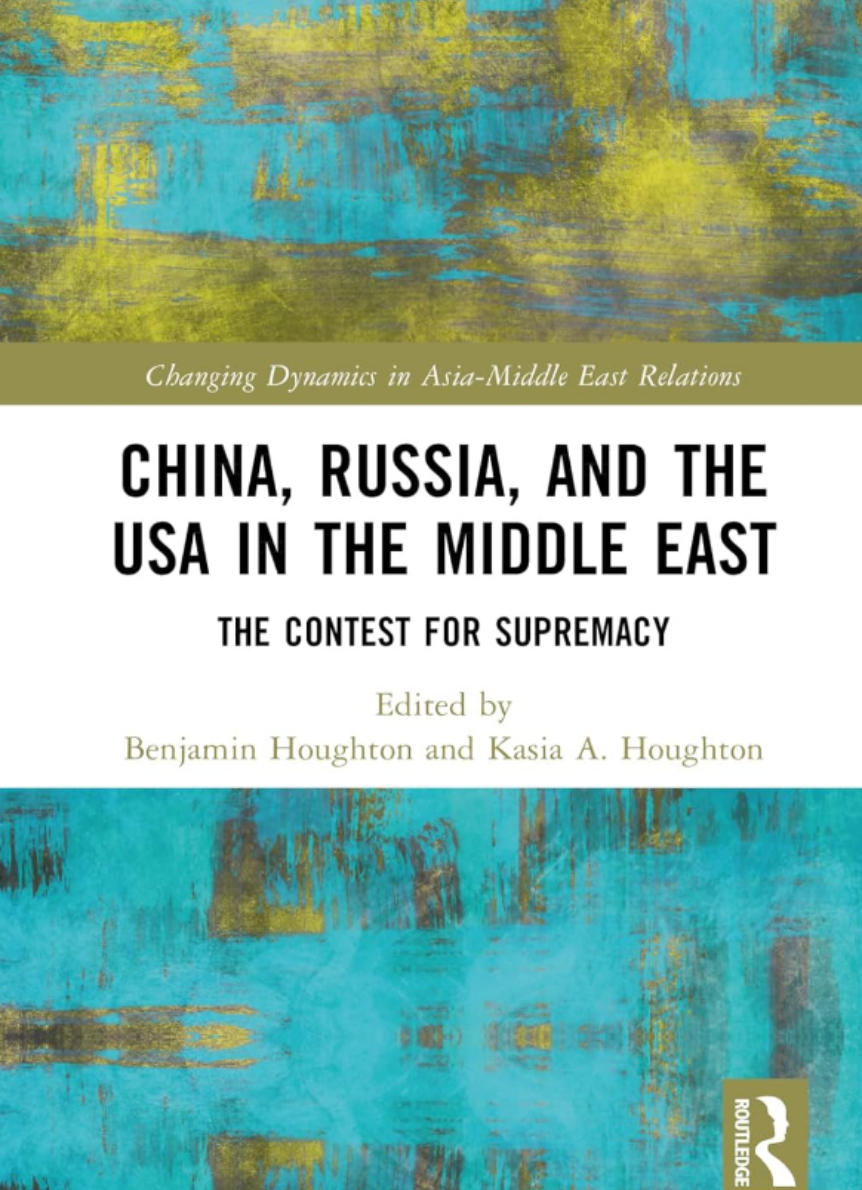 Changing Dynamics in Asia-Middle East Relations
CHINA, RUSSIA, AND THE
USA IN THE MIDDLE EAST
THE CONTEST FOR SUPREMACY
Edited by
Benjamin Houghton and Kasia A. Houghton
ROUTLEDGE